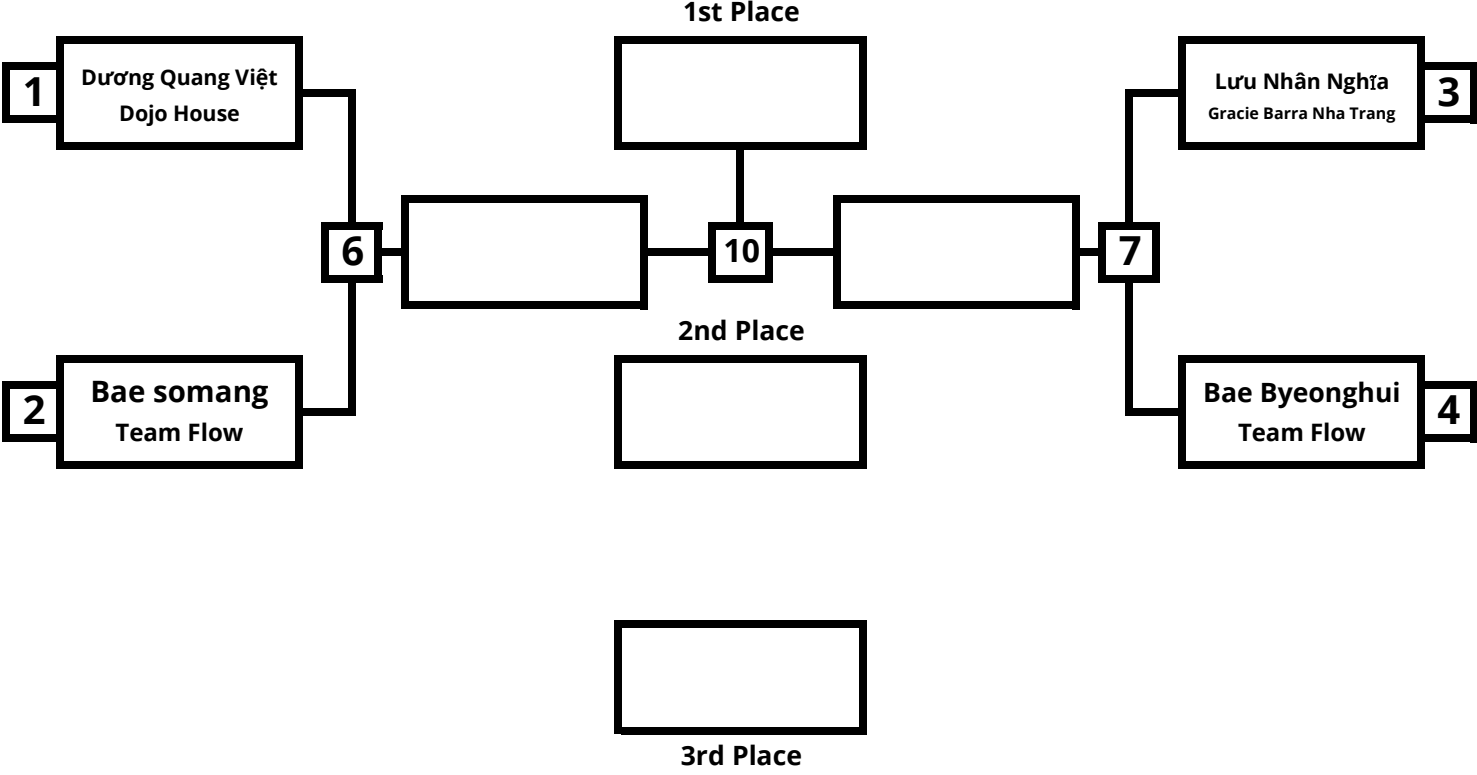 1st Place
1
Dương Quang Việt
Dojo House
Lưu Nhân Nghĩa
Gracie Barra Nha Trang
3
6
10
7
2nd Place
2
Bae somang
Team Flow
Bae Byeonghui
Team Flow
4
3rd Place